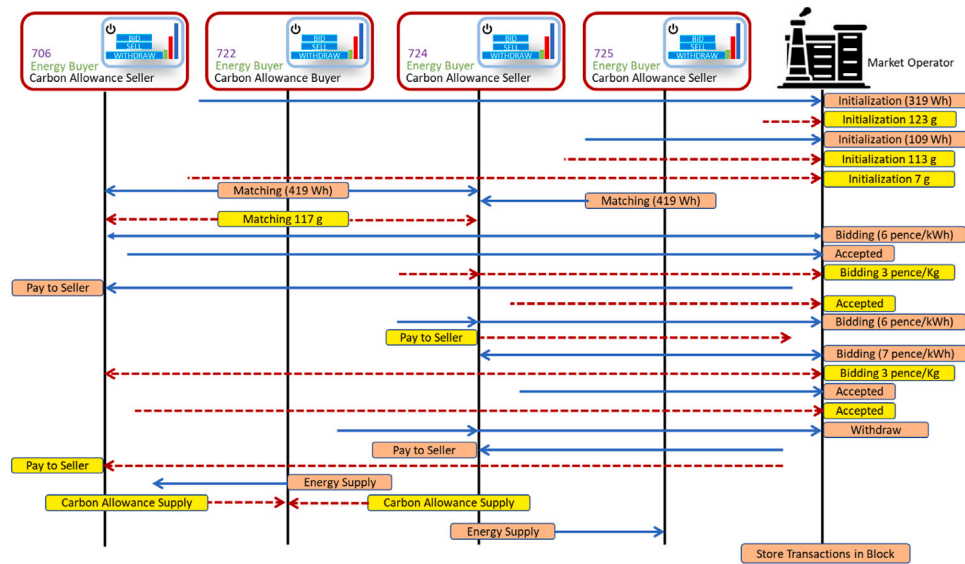 BID
SELL
WITHDRAW
706
Energy Buyer
Carbon Allowance Seller
BID
SELL
WITHDRAW
722
Energy Buyer
Carbon Allowance Buyer
BID
SELL
WITHDRAW
724
Energy Buyer
Carbon Allowance Seller
BID
SELL
WITHDRAW
725
Energy Buyer
Carbon Allowance Seller
Market Operator
Initialization (319 Wh)
Initialization 123 g
Initialization (109 Wh)
Initialization 113 g
Initialization 7 g
Matching (419 Wh)
Matching (419 Wh)
Matching 117 g
Bidding (6 pence/kWh)
Accepted
Bidding 3 pence/Kg
Pay to Seller
Accepted
Bidding (6 pence/kWh)
Pay to Seller
Bidding (7 pence/kWh)
Bidding 3 pence/Kg
Accepted
Accepted
Withdraw
Pay to Seller
Pay to Seller
Energy Supply
Carbon Allowance Supply
Carbon Allowance Supply
Energy Supply
Store Transactions in Block